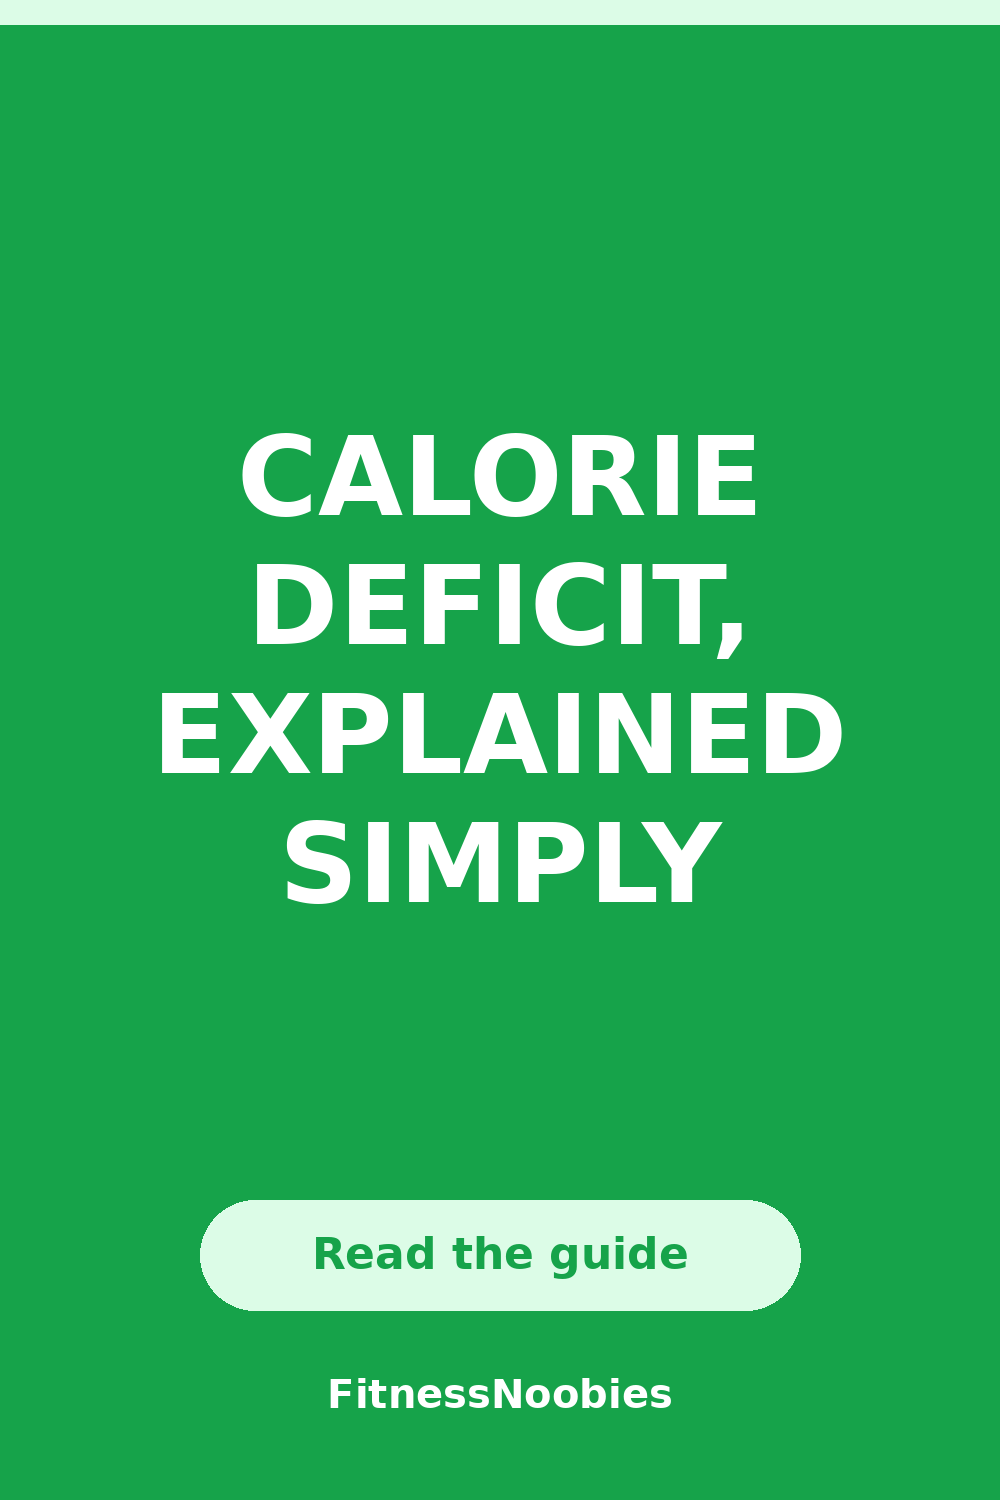 CALORIE
DEFICIT,
EXPLAINED
SIMPLY
Read the guide
FitnessNoobies